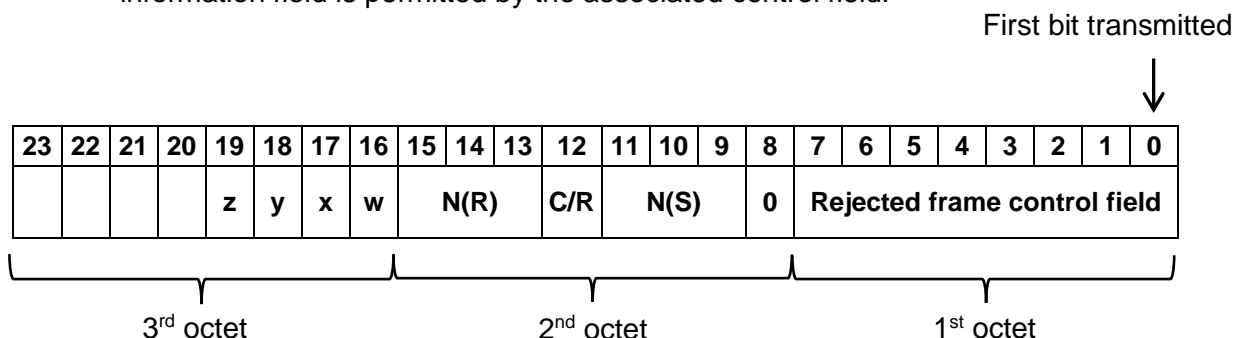 information field is permitted by the associated control field.
First bit transmitted
23 22 21 20 19 18 17 16 15 14 13 12 11 10 9 8 7 6 5 4 3 2 1 0
z y x w N(R) C/R N(S) 0 Rejected frame control field
3rd octet 2nd octet 1st octet